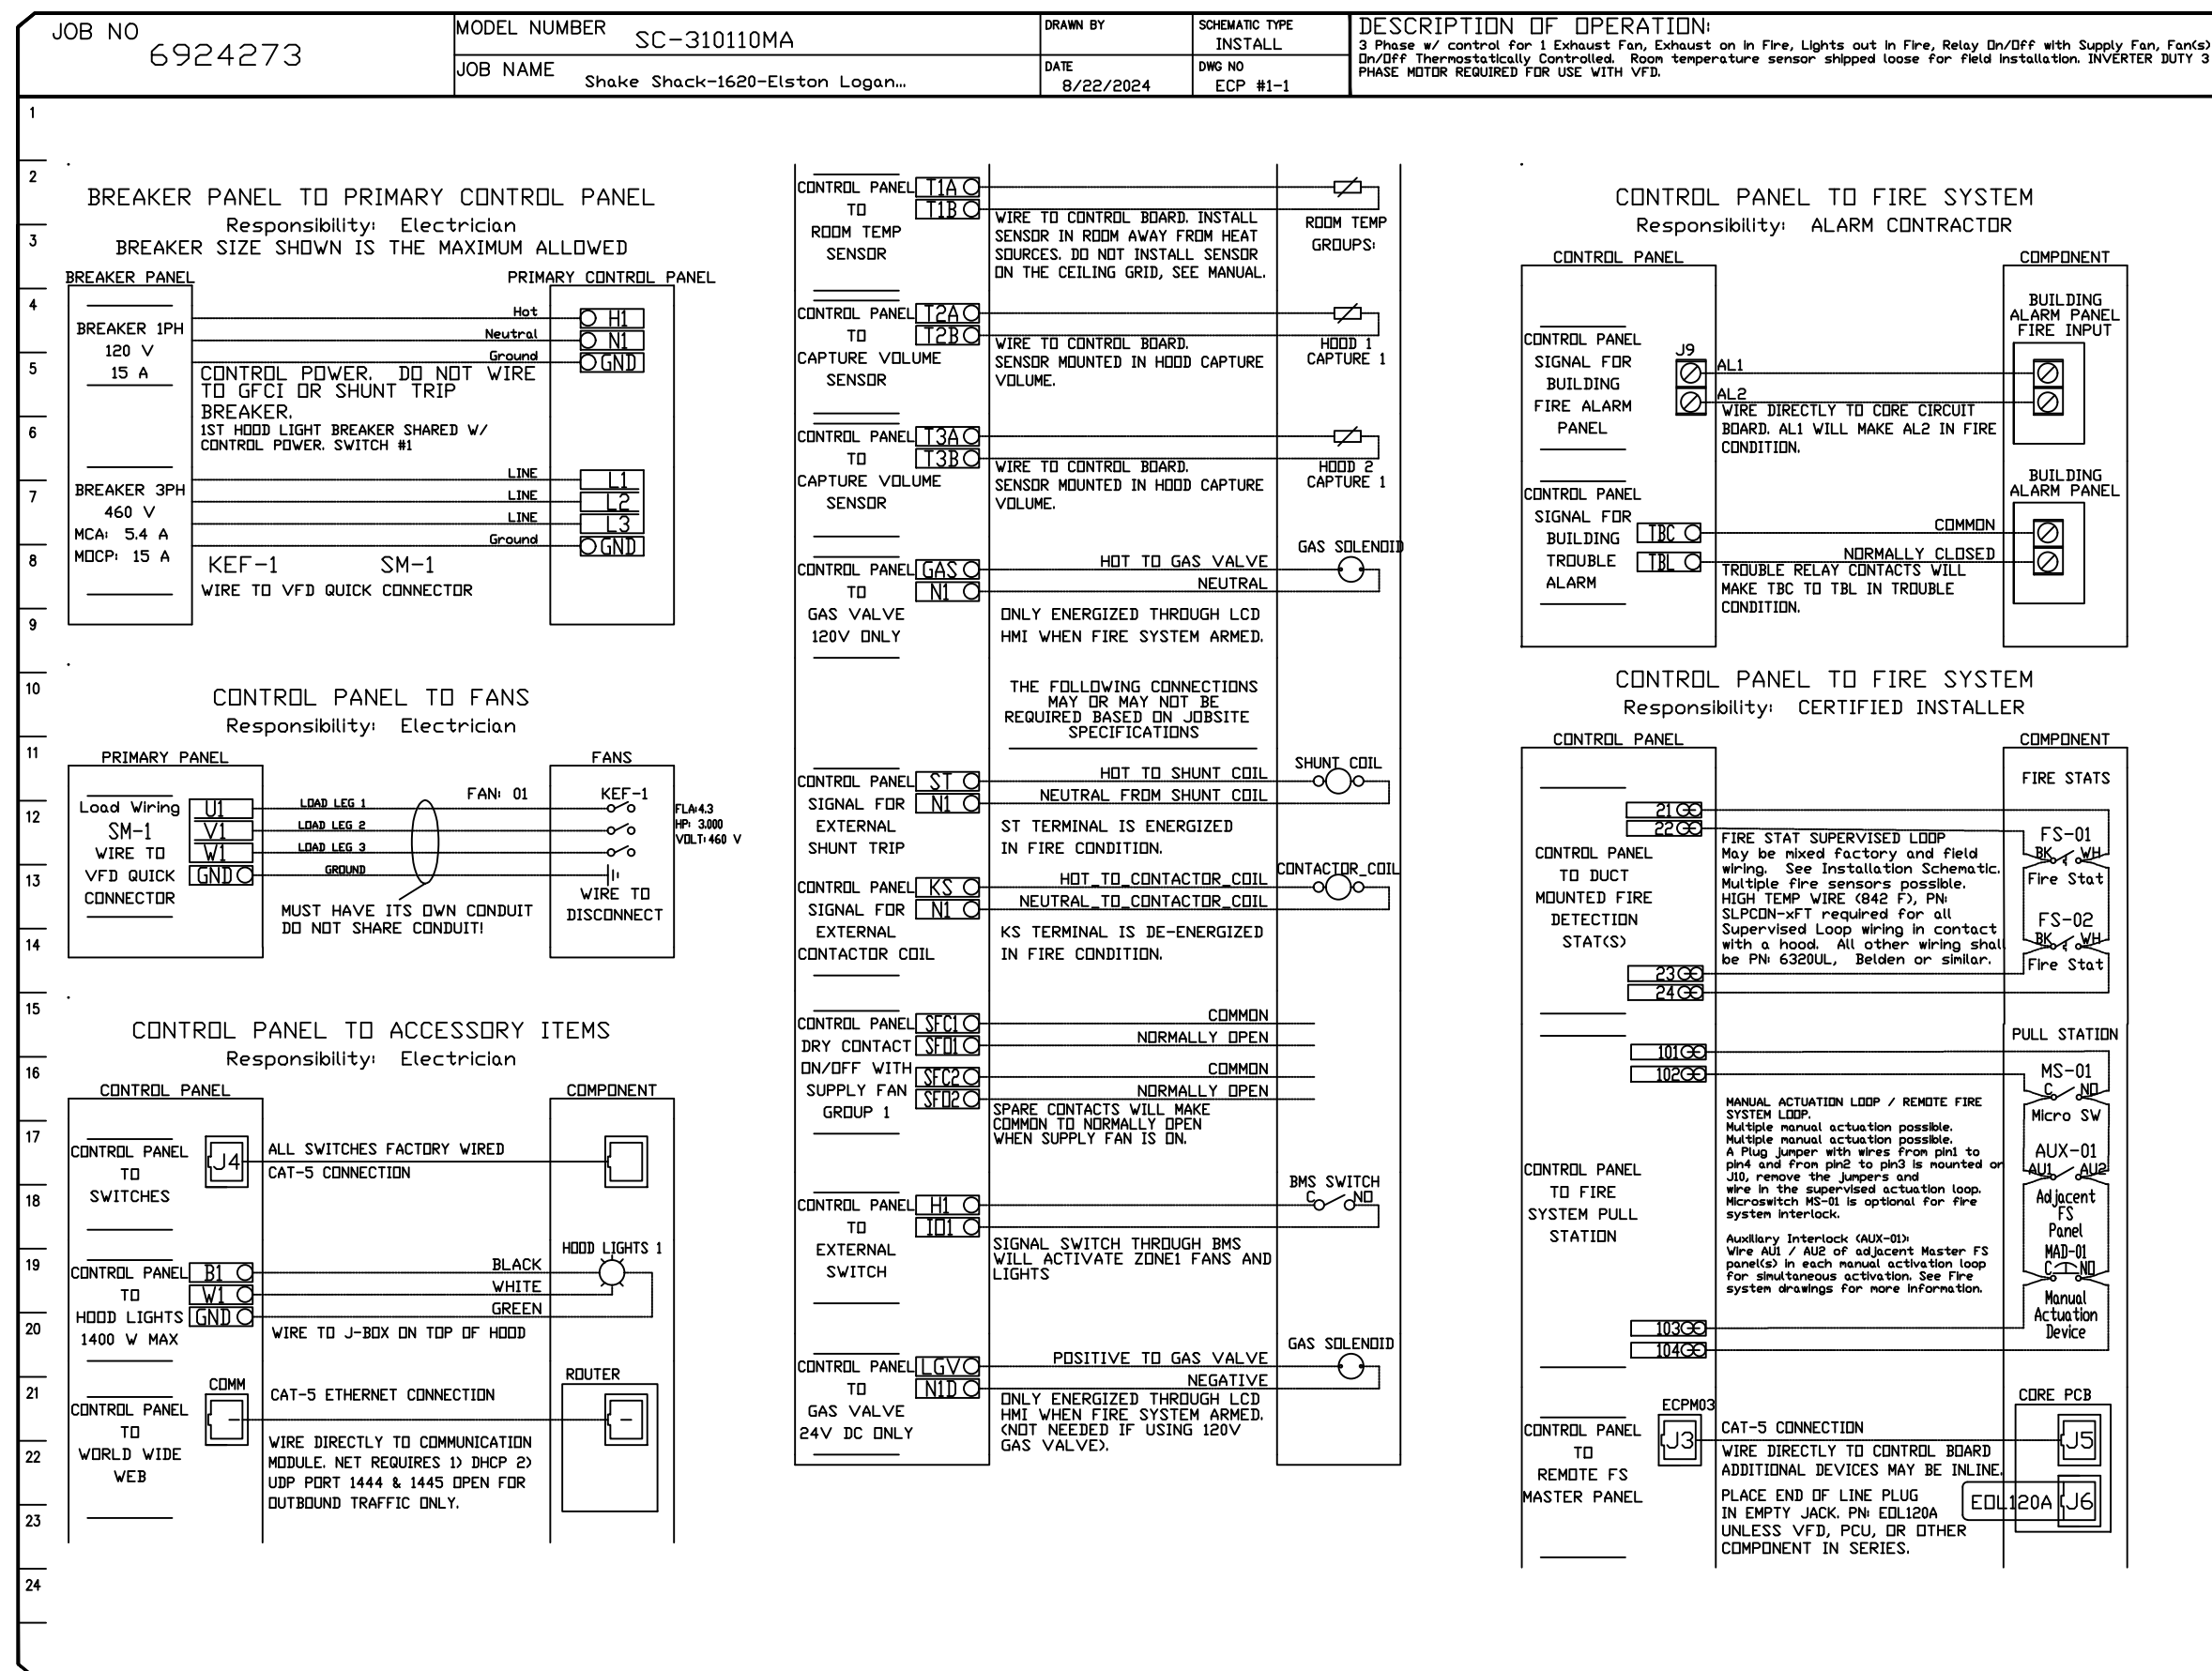 JOB NO
6924273
MODEL NUMBER
SC-310110MA
JOB NAME
Shake Shack-1620-Elston Logan...
DRAWN BY
DATE
8/22/2024
SCHEMATIC TYPE
INSTALL
DWG NO
ECP #1-1
DESCRIPTION OF OPERATION:
3 Phase w/ control for 1 Exhaust Fan, Exhaust on in Fire, Lights out in Fire, Relay On/Off with Supply Fan, Fan(s)
On/Off Thermostatically Controlled. Room temperature sensor shipped loose for field installation. INVERTER DUTY 3
PHASE MOTOR REQUIRED FOR USE WITH VFD.
1
2
3
4
5
6
7
8
9
10
11
12
13
14
15
16
17
18
19
20
21
22
23
24
BREAKER PANEL TO PRIMARY CONTROL PANEL
Responsibility: Electrician
BREAKER SIZE SHOWN IS THE MAXIMUM ALLOWED
BREAKER PANEL
PRIMARY CONTROL PANEL
BREAKER 1PH
120 V
15 A
Hot
H1
Neutral
N1
Ground
GND
CONTROL POWER. DO NOT WIRE
TO GFCI OR SHUNT TRIP
BREAKER.
1ST HOOD LIGHT BREAKER SHARED W/
CONTROL POWER. SWITCH #1
BREAKER 3PH
460 V
MCA: 5.4 A
MOCP: 15 A
LINE
L1
LINE
L2
LINE
L3
Ground
GND
KEF-1 SM-1
WIRE TO VFD QUICK CONNECTOR
CONTROL PANEL TO FANS
Responsibility: Electrician
PRIMARY PANEL
FANS
Load Wiring
SM-1
WIRE TO
VFD QUICK
CONNECTOR
U1
V1
W1
GND
LOAD LEG 1
LOAD LEG 2
LOAD LEG 3
GROUND
FAN: 01
KEF-1
FLA:4.3
HP: 3.000
VOLT:460 V
WIRE TO
DISCONNECT
MUST HAVE ITS OWN CONDUIT
DO NOT SHARE CONDUIT!
CONTROL PANEL TO ACCESSORY ITEMS
Responsibility: Electrician
CONTROL PANEL
COMPONENT
CONTROL PANEL
TO
SWITCHES
J4
ALL SWITCHES FACTORY WIRED
CAT-5 CONNECTION
CONTROL PANEL
TO
HOOD LIGHTS
1400 W MAX
B1
W1
GND
BLACK
WHITE
GREEN
HOOD LIGHTS 1
WIRE TO J-BOX ON TOP OF HOOD
CONTROL PANEL
TO
WORLD WIDE
WEB
COMM
CAT-5 ETHERNET CONNECTION
ROUTER
WIRE DIRECTLY TO COMMUNICATION
MODULE. NET REQUIRES 1) DHCP 2)
UDP PORT 1444 & 1445 OPEN FOR
OUTBOUND TRAFFIC ONLY.
CONTROL PANEL
TO
ROOM TEMP
SENSOR
T1A
T1B
WIRE TO CONTROL BOARD. INSTALL
SENSOR IN ROOM AWAY FROM HEAT
SOURCES. DO NOT INSTALL SENSOR
ON THE CEILING GRID, SEE MANUAL.
ROOM TEMP
GROUPS:
CONTROL PANEL
TO
CAPTURE VOLUME
SENSOR
T2A
T2B
WIRE TO CONTROL BOARD.
SENSOR MOUNTED IN HOOD CAPTURE
VOLUME.
HOOD 1
CAPTURE 1
CONTROL PANEL
TO
CAPTURE VOLUME
SENSOR
T3A
T3B
WIRE TO CONTROL BOARD.
SENSOR MOUNTED IN HOOD CAPTURE
VOLUME.
HOOD 2
CAPTURE 1
CONTROL PANEL
TO
GAS VALVE
120V ONLY
GAS
N1
HOT TO GAS VALVE
NEUTRAL
GAS SOLENOID
ONLY ENERGIZED THROUGH LCD
HMI WHEN FIRE SYSTEM ARMED.
THE FOLLOWING CONNECTIONS
MAY OR MAY NOT BE
REQUIRED BASED ON JOBSITE
SPECIFICATIONS
CONTROL PANEL
SIGNAL FOR
EXTERNAL
SHUNT TRIP
ST
N1
HOT TO SHUNT COIL
NEUTRAL FROM SHUNT COIL
SHUNT COIL
ST TERMINAL IS ENERGIZED
IN FIRE CONDITION.
CONTROL PANEL
SIGNAL FOR
EXTERNAL
CONTACTOR COIL
KS
N1
HOT_TO_CONTACTOR_COIL
NEUTRAL_TO_CONTACTOR_COIL
CONTACTOR_COIL
KS TERMINAL IS DE-ENERGIZED
IN FIRE CONDITION.
CONTROL PANEL
DRY CONTACT
ON/OFF WITH
SUPPLY FAN
GROUP 1
SFC1
SFO1
SFC2
SFO2
COMMON
NORMALLY OPEN
COMMON
NORMALLY OPEN
SPARE CONTACTS WILL MAKE
COMMON TO NORMALLY OPEN
WHEN SUPPLY FAN IS ON.
CONTROL PANEL
TO
EXTERNAL
SWITCH
H1
IO1
BMS SWITCH
C NO
SIGNAL SWITCH THROUGH BMS
WILL ACTIVATE ZONE1 FANS AND
LIGHTS
CONTROL PANEL
TO
GAS VALVE
24V DC ONLY
LGV
N1D
POSITIVE TO GAS VALVE
NEGATIVE
GAS SOLENOID
ONLY ENERGIZED THROUGH LCD
HMI WHEN FIRE SYSTEM ARMED.
(NOT NEEDED IF USING 120V
GAS VALVE).
CONTROL PANEL TO FIRE SYSTEM
Responsibility: ALARM CONTRACTOR
CONTROL PANEL
COMPONENT
CONTROL PANEL
SIGNAL FOR
BUILDING
FIRE ALARM
PANEL
J9
AL1
AL2
WIRE DIRECTLY TO CORE CIRCUIT
BOARD. AL1 WILL MAKE AL2 IN FIRE
CONDITION.
BUILDING
ALARM PANEL
FIRE INPUT
CONTROL PANEL
SIGNAL FOR
BUILDING
TROUBLE
ALARM
TBC
TBL
COMMON
NORMALLY CLOSED
TROUBLE RELAY CONTACTS WILL
MAKE TBC TO TBL IN TROUBLE
CONDITION.
BUILDING
ALARM PANEL
CONTROL PANEL TO FIRE SYSTEM
Responsibility: CERTIFIED INSTALLER
CONTROL PANEL
COMPONENT
FIRE STATS
CONTROL PANEL
TO DUCT
MOUNTED FIRE
DETECTION
STAT(S)
21
22
23
24
FIRE STAT SUPERVISED LOOP
May be mixed factory and field
wiring. See Installation Schematic.
Multiple fire sensors possible.
HIGH TEMP WIRE (842 F), PN:
SLPCON-xFT required for all
Supervised Loop wiring in contact
with a hood. All other wiring shall
be PN: 6320UL, Belden or similar.
FS-01
BK WH
Fire Stat
FS-02
BK WH
Fire Stat
PULL STATION
CONTROL PANEL
TO FIRE
SYSTEM PULL
STATION
101
102
103
104
MANUAL ACTUATION LOOP / REMOTE FIRE
SYSTEM LOOP.
Multiple manual actuation possible.
Multiple manual actuation possible.
A Plug jumper with wires from pin1 to
pin4 and from pin2 to pin3 is mounted on
J10, remove the jumpers and
wire in the supervised actuation loop.
Microswitch MS-01 is optional for fire
system interlock.
Auxiliary Interlock (AUX-01):
Wire AU1 / AU2 of adjacent Master FS
panel(s) in each manual activation loop
for simultaneous activation. See Fire
system drawings for more information.
MS-01
C NO
Micro SW
AUX-01
AU1 AU2
Adjacent
FS
Panel
MAD-01
C NO
Manual
Actuation
Device
CONTROL PANEL
TO
REMOTE FS
MASTER PANEL
ECPM03
J3
CAT-5 CONNECTION
WIRE DIRECTLY TO CONTROL BOARD
ADDITIONAL DEVICES MAY BE INLINE.
PLACE END OF LINE PLUG
IN EMPTY JACK. PN: EOL120A
UNLESS VFD, PCU, OR OTHER
COMPONENT IN SERIES.
CORE PCB
J5
EOL120A
J6